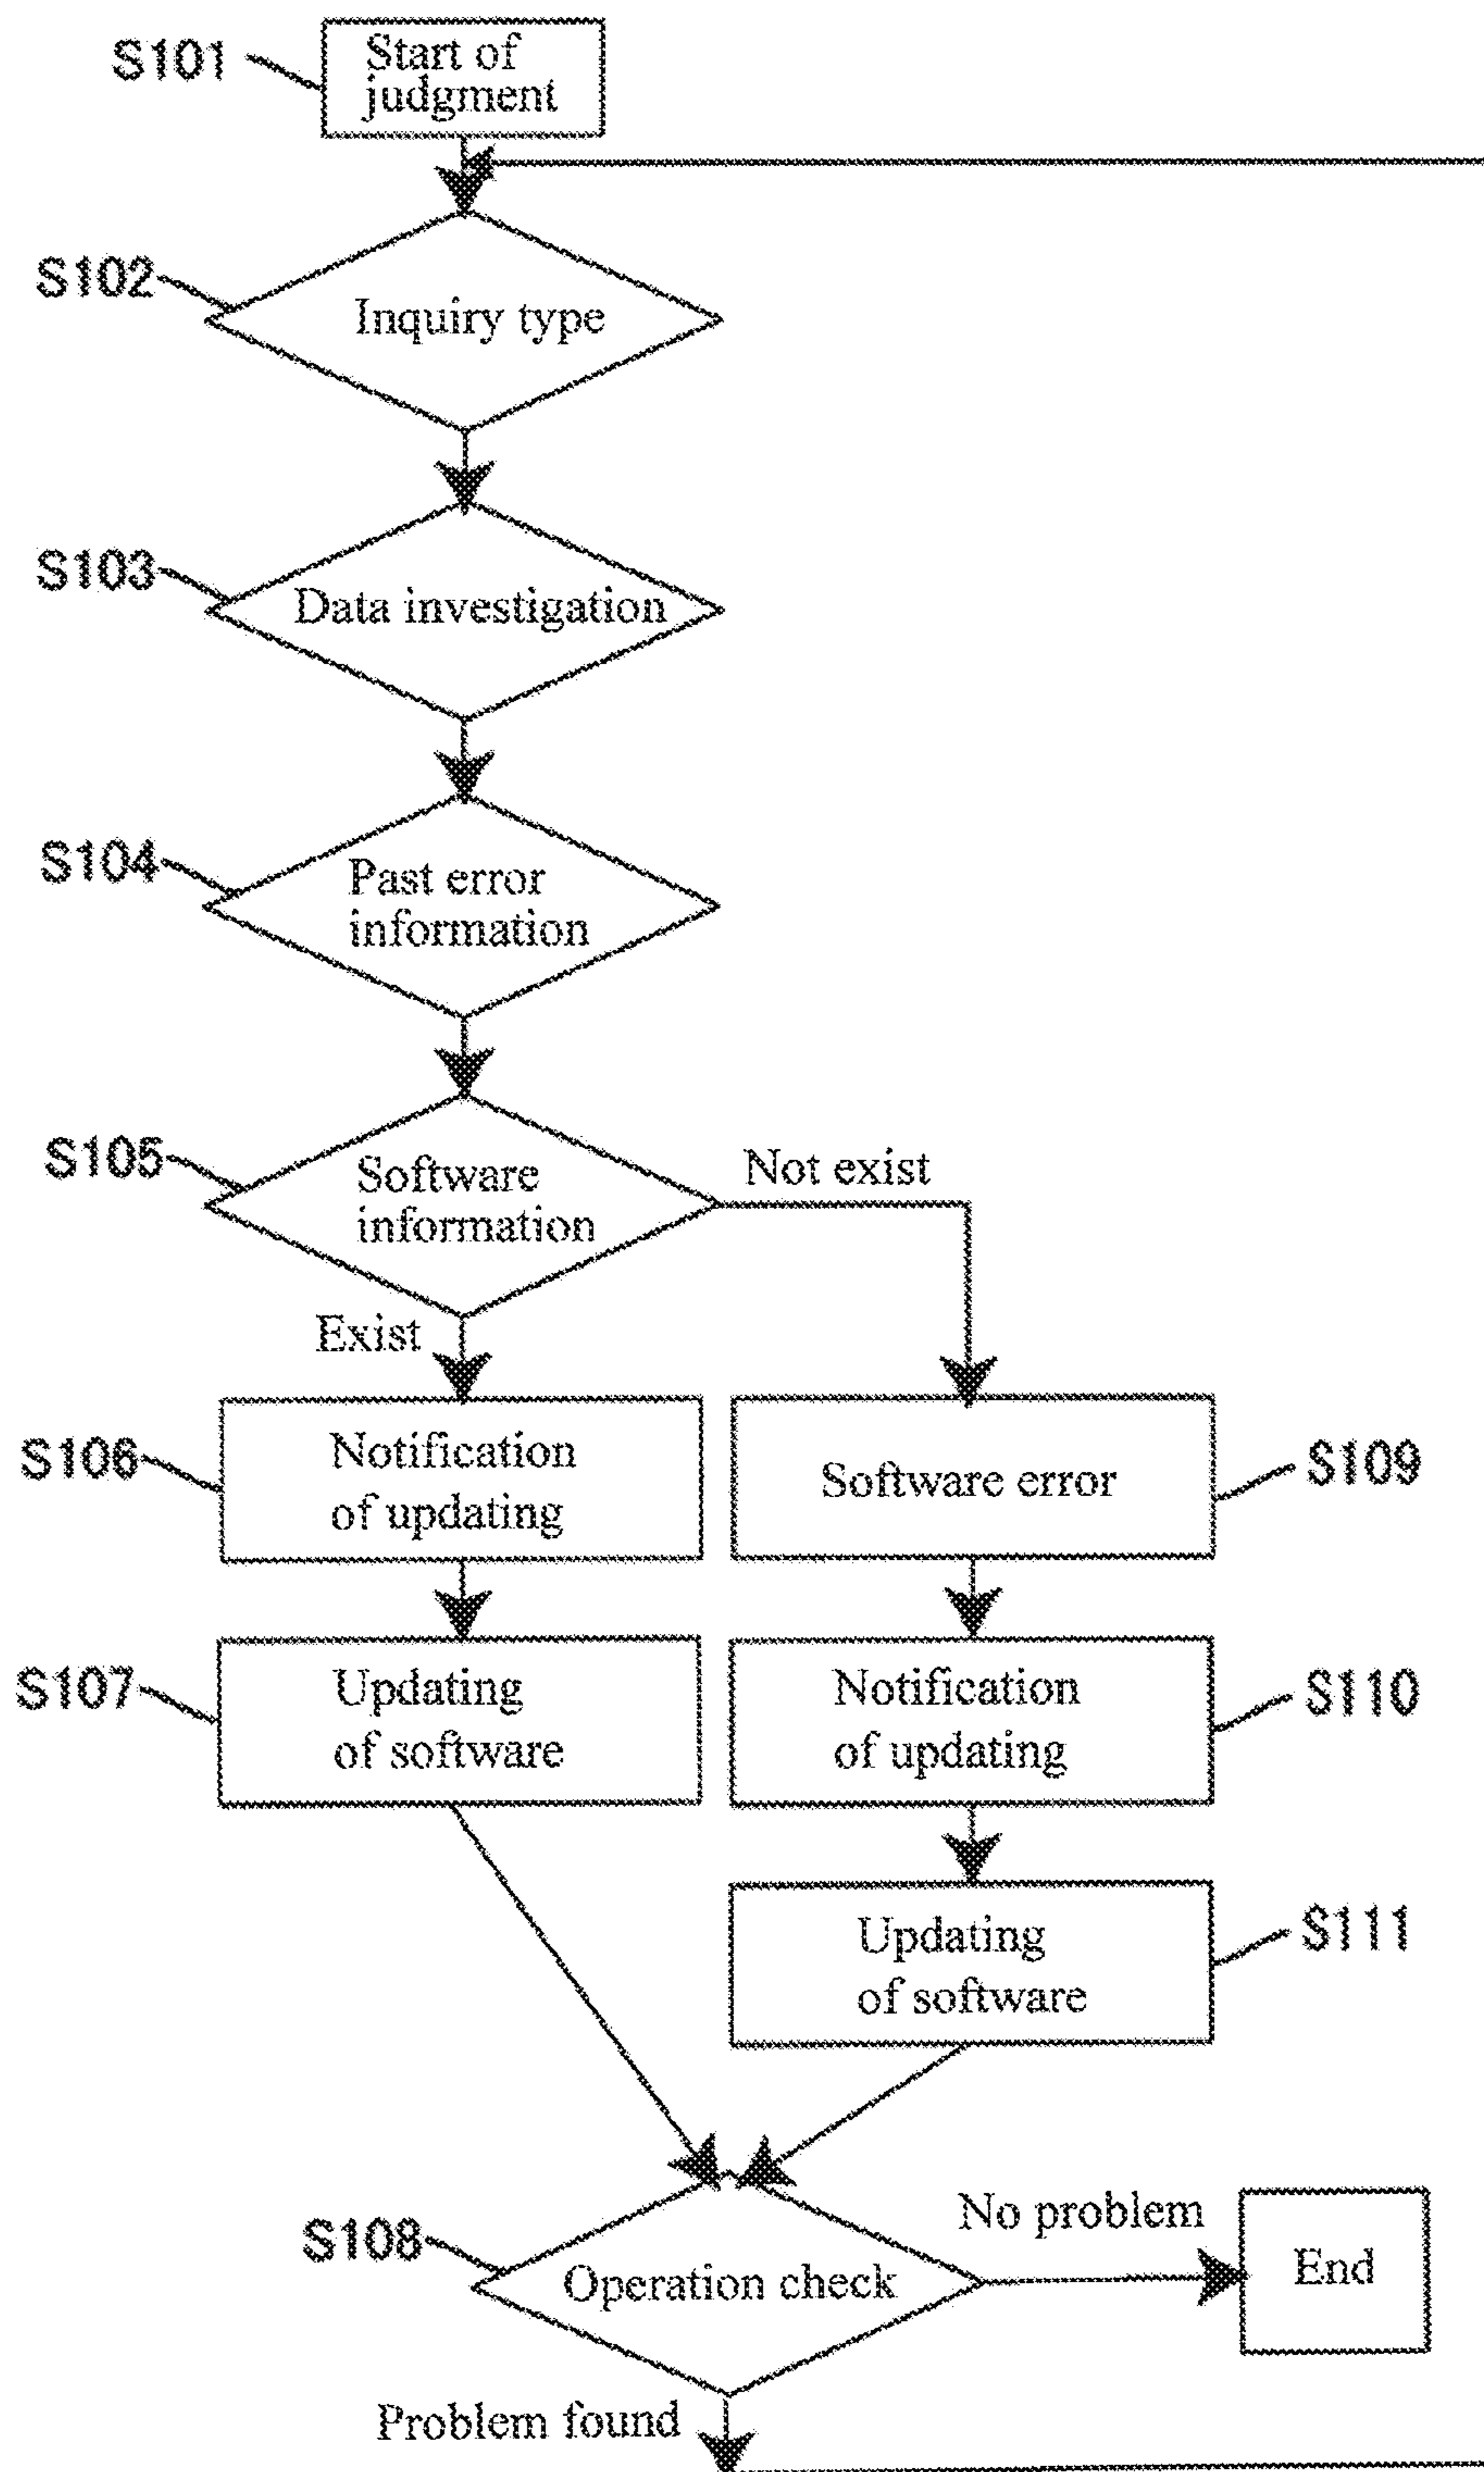 S101
Start of
judgment
S102
Inquiry type
S103
Data investigation
S104
Past error
information
S105
Software
information
Not exist
Exist
S106
Notification
of updating
Software error
S109
S107
Updating
of software
Notification
of updating
S110
Updating
of software
S111
S108
Operation check
No problem
End
Problem found